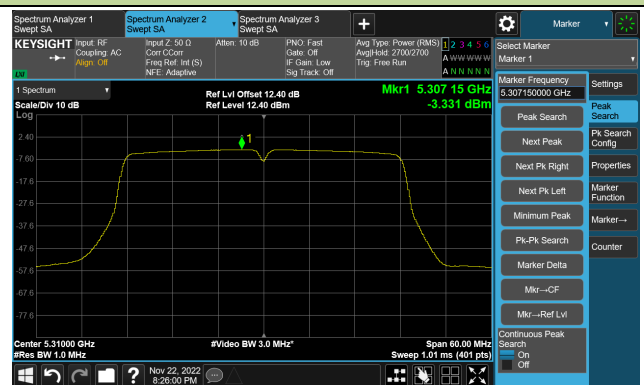 Spectrum Analyzer 1
Swept SA
Spectrum Analyzer 2
Swept SA
Spectrum Analyzer 3
Swept SA
Marker
KEYSIGHT
Input: RF
Coupling: AC
Align: Off
Input Z: 50 Ω
Corr CCorr
Freq Ref: Int (S)
NFE: Adaptive
Atten: 10 dB
PNO: Fast
Gate: Off
IF Gain: Low
Sig Track: Off
Avg Type: Power (RMS)
Avg|Hold: 2700/2700
Trig: Free Run
1 2 3 4 5 6
A W W W W W
A N N N N N
LXI
Select Marker
Marker 1
1 Spectrum
Scale/Div 10 dB
Ref Lvl Offset 12.40 dB
Ref Level 12.40 dBm
Mkr1 5.307 15 GHz
-3.331 dBm
Log
2.40
-7.60
-17.6
-27.6
-37.6
-47.6
-57.6
-67.6
-77.6
1
Center 5.31000 GHz
#Res BW 1.0 MHz
#Video BW 3.0 MHz*
Span 60.00 MHz
Sweep 1.01 ms (401 pts)
Marker Frequency
5.307150000 GHz
Peak Search
Next Peak
Next Pk Right
Next Pk Left
Minimum Peak
Pk-Pk Search
Marker Delta
Mkr→CF
Mkr→Ref Lvl
Continuous Peak
Search
On
Off
Settings
Peak
Search
Pk Search
Config
Properties
Marker
Function
Marker→
Counter
?
Nov 22, 2022
8:26:00 PM